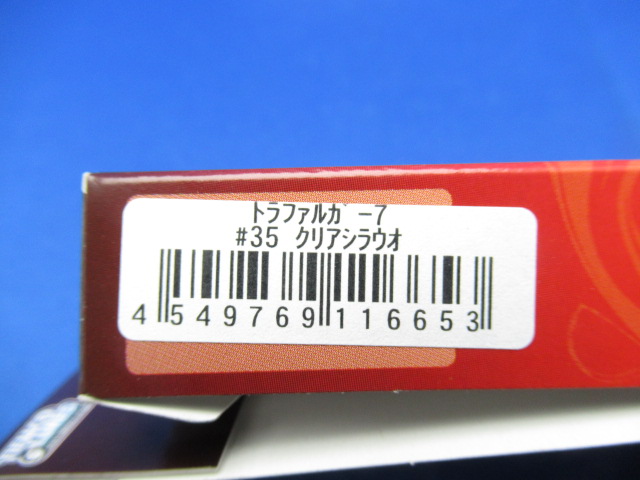 ﾄﾗﾌｧﾙｶﾞｰ7
#35 ｸﾘｱｼﾗｳｵ
4 549769 116653